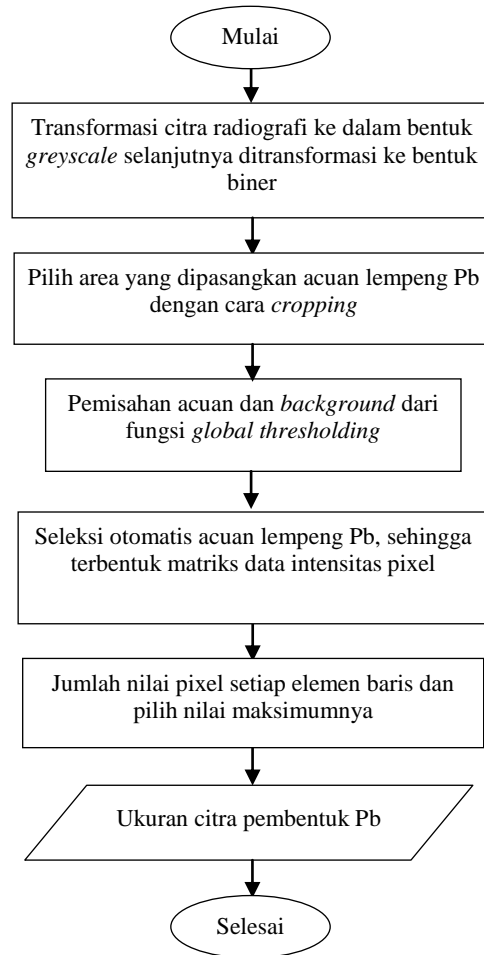 Mulai
Transformasi citra radiografi ke dalam bentuk
greyscale selanjutnya ditransformasi ke bentuk
biner
Pilih area yang dipasangkan acuan lempeng Pb
dengan cara cropping
Pemisahan acuan dan background dari
fungsi global thresholding
Seleksi otomatis acuan lempeng Pb, sehingga
terbentuk matriks data intensitas pixel
Jumlah nilai pixel setiap elemen baris dan
pilih nilai maksimumnya
Ukuran citra pembentuk Pb
Selesai